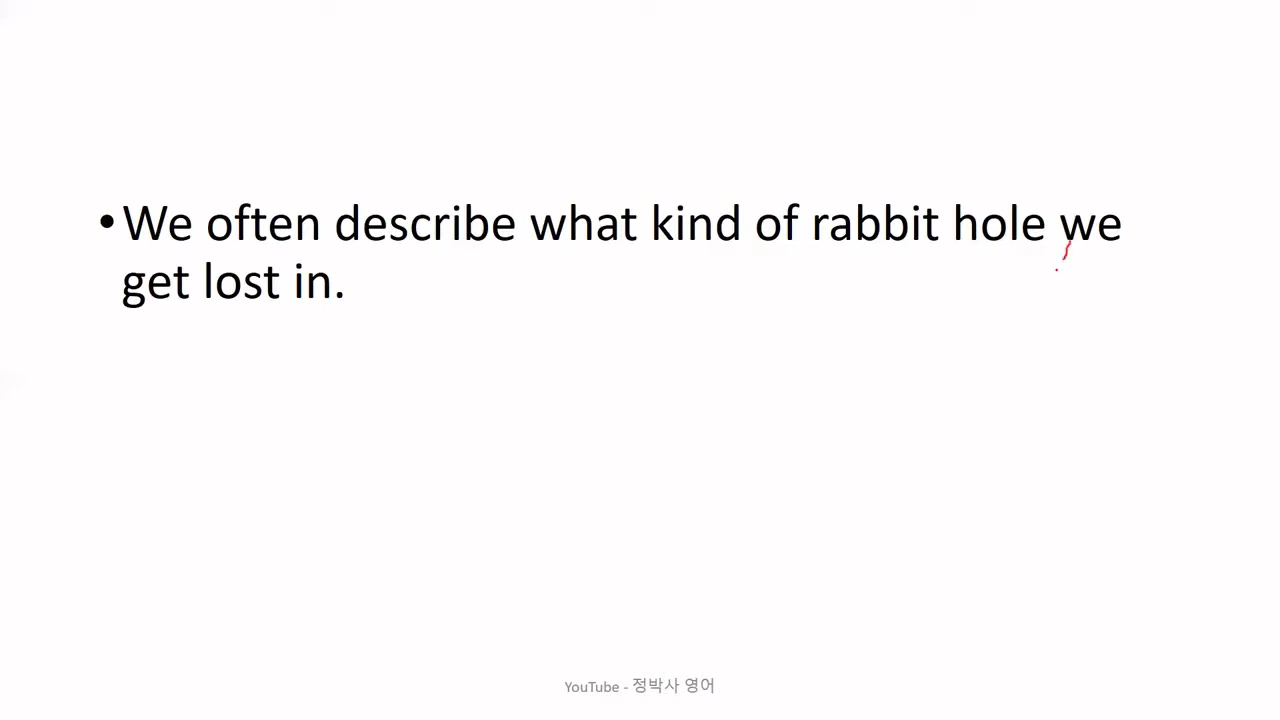 •We often describe what kind of rabbit hole we
get lost in.
YouTube - 정박사 영어